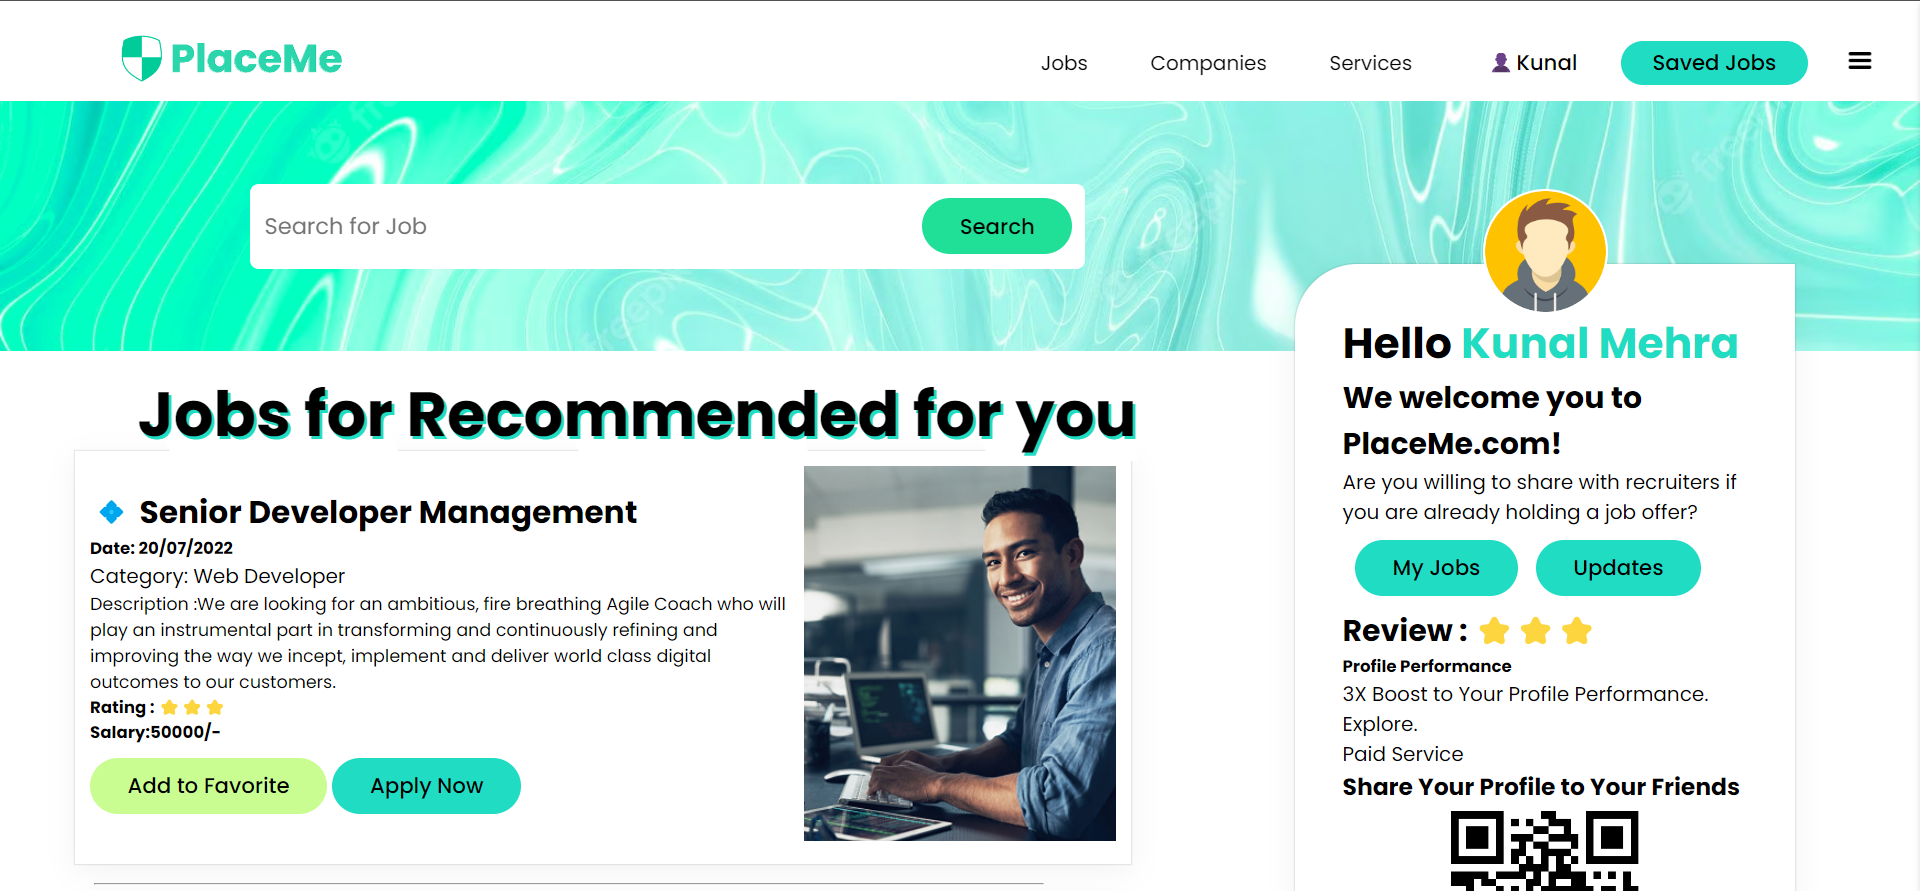 PlaceMe
Jobs
Companies
Services
Kunal
Saved Jobs
Search for Job
Search
Jobs for Recommended for you
Senior Developer Management
Date: 20/07/2022
Category: Web Developer
Description :We are looking for an ambitious, fire breathing Agile Coach who will
play an instrumental part in transforming and continuously refining and
improving the way we incept, implement and deliver world class digital
outcomes to our customers.
Rating :
Salary:50000/-
Add to Favorite
Apply Now
Hello Kunal Mehra
We welcome you to
PlaceMe.com!
Are you willing to share with recruiters if
you are already holding a job offer?
My Jobs
Updates
Review :
Profile Performance
3X Boost to Your Profile Performance.
Explore.
Paid Service
Share Your Profile to Your Friends